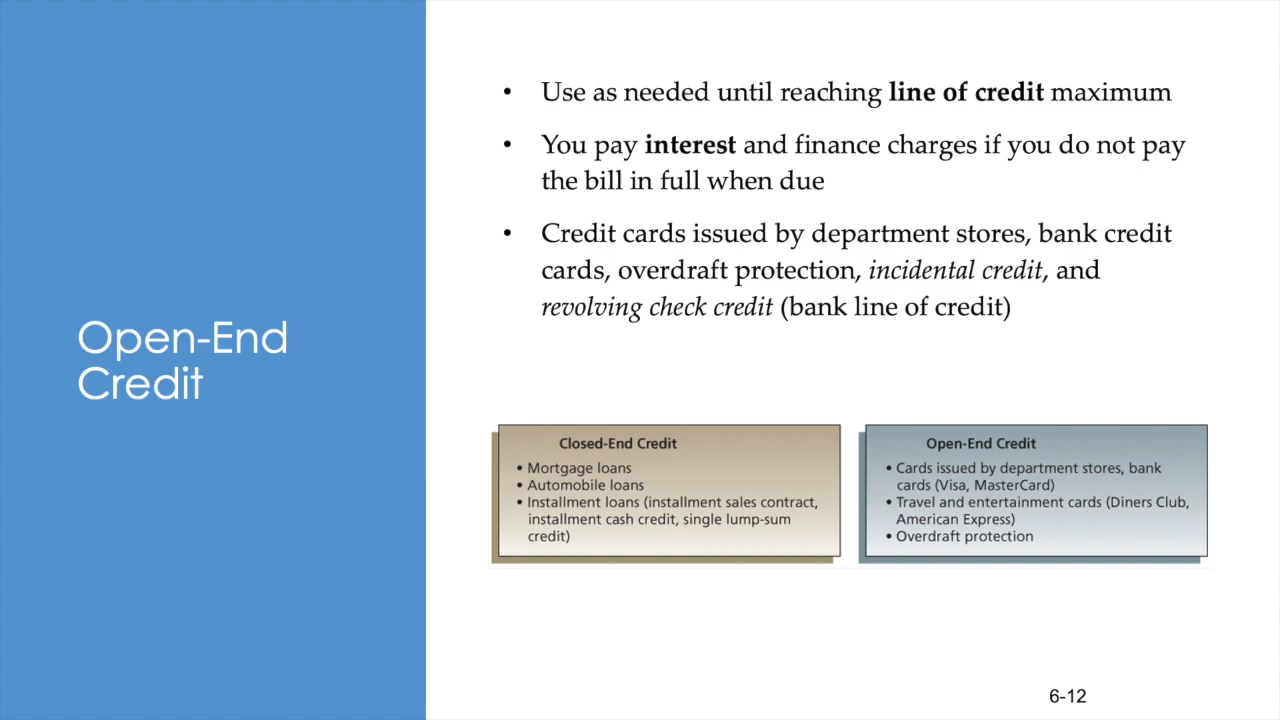 Open-End
Credit
• Use as needed until reaching line of credit maximum
• You pay interest and finance charges if you do not pay
the bill in full when due
• Credit cards issued by department stores, bank credit
cards, overdraft protection, incidental credit, and
revolving check credit (bank line of credit)
Closed-End Credit
• Mortgage loans
• Automobile loans
• Installment loans (installment sales contract,
installment cash credit, single lump-sum
credit)
Open-End Credit
• Cards issued by department stores, bank
cards (Visa, MasterCard)
• Travel and entertainment cards (Diners Club,
American Express)
• Overdraft protection
6-12